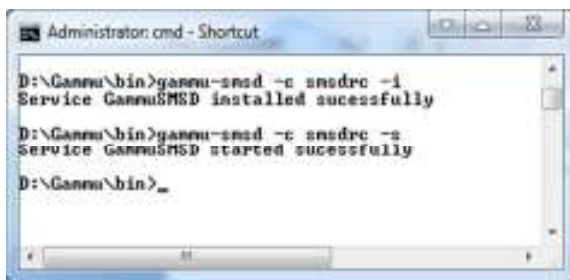 Administrator: cmd - Shortcut
D:\Gammu\bin>gammu-smsd -c smsdrc -i
Service GammuSMSD installed sucessfully
D:\Gammu\bin>gammu-smsd -c smsdrc -s
Service GammuSMSD started sucessfully
D:\Gammu\bin>_